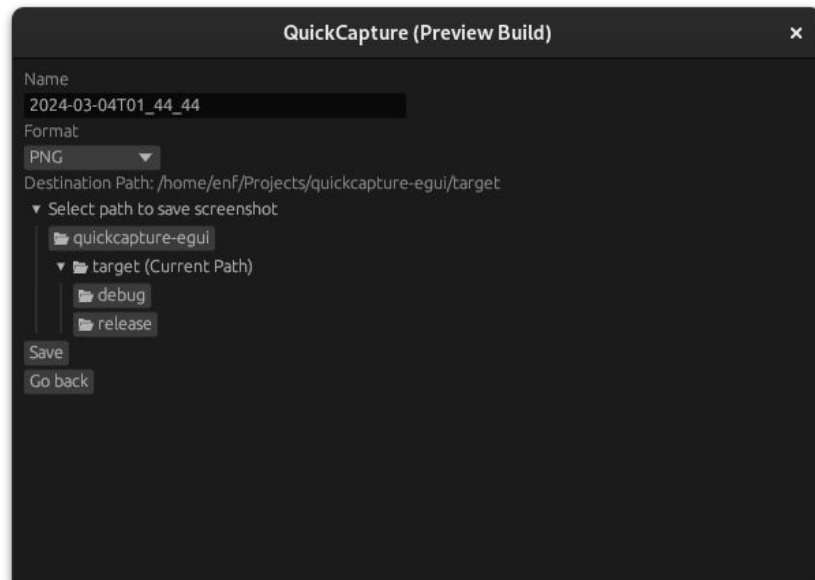 QuickCapture (Preview Build)
Name
2024-03-04T01_44_44
Format
PNG
Destination Path: /home/enf/Projects/quickcapture-egui/target
Select path to save screenshot
quickcapture-egui
target (Current Path)
debug
release
Save
Go back